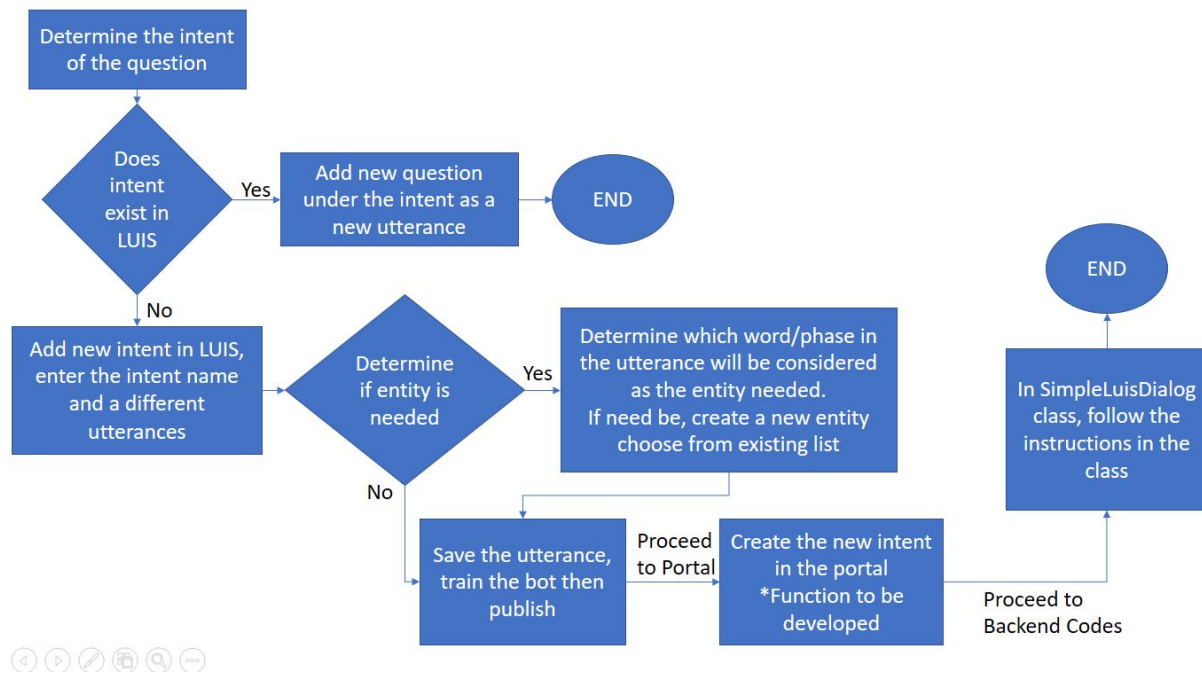 Determine the intent
of the question
Does
intent
exist in
LUIS
Yes
Add new question
under the intent as a
new utterance
END
No
Add new intent in LUIS,
enter the intent name
and a different
utterances
Determine
if entity is
needed
Yes
Determine which word/phase in
the utterance will be considered
as the entity needed.
If need be, create a new entity
choose from existing list
No
Save the utterance,
train the bot then
publish
Proceed
to Portal
Create the new intent
in the portal
*Function to be
developed
Proceed to
Backend Codes
In SimpleLuisDialog
class, follow the
instructions in the
class
END